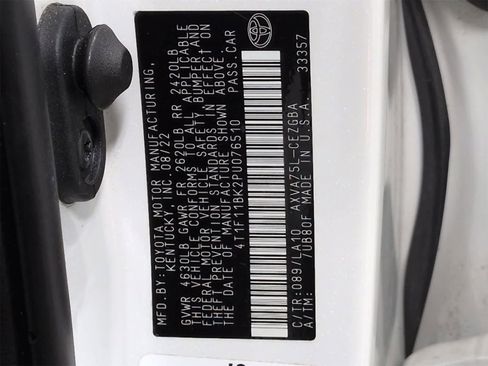 MFD. BY: TOYOTA MOTOR MANUFACTURING,
KENTUCKY, INC. 08/22
GVWR 4620LB GAWR FR 2620LB RR 2420LB
THIS VEHICLE CONFORMS TO ALL APPLICABLE
FEDERAL MOTOR VEHICLE SAFETY, BUMPER, AND
THEFT PREVENTION STANDARDS IN EFFECT ON
THE DATE OF MANUFACTURE SHOWN ABOVE.
4T1F11BK2PU076510 PASS.CAR
C/TR:089/LA10 AXVA75L-CEZGBA
A/TM: /UB80F MADE IN U.S.A. 33357